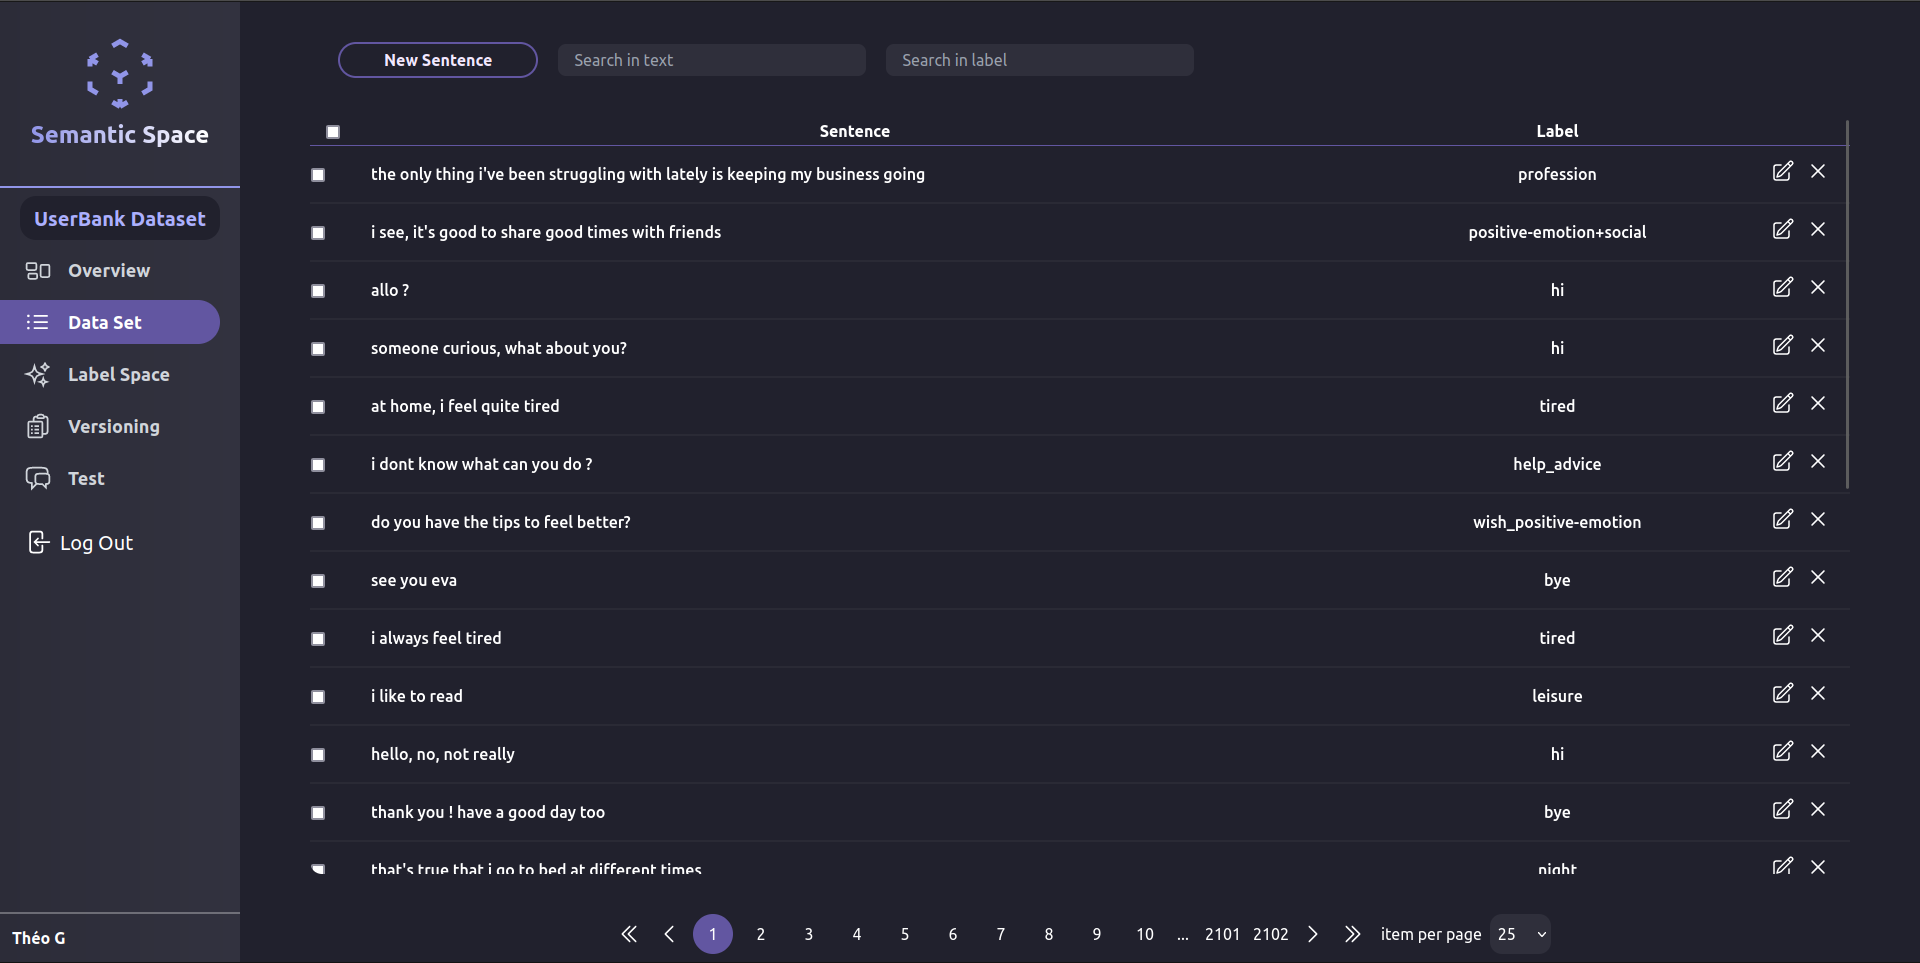 Semantic Space
UserBank Dataset
Overview
Data Set
Label Space
Versioning
Test
Log Out
Théo G
New Sentence
Search in text
Search in label
Sentence Label
the only thing i've been struggling with lately is keeping my business going profession
i see, it's good to share good times with friends positive-emotion+social
allo ? hi
someone curious, what about you? hi
at home, i feel quite tired tired
i dont know what can you do ? help_advice
do you have the tips to feel better? wish_positive-emotion
see you eva bye
i always feel tired tired
i like to read leisure
hello, no, not really hi
thank you ! have a good day too bye
that's true that i go to bed at different times night
1 2 3 4 5 6 7 8 9 10 ... 2101 2102 item per page 25